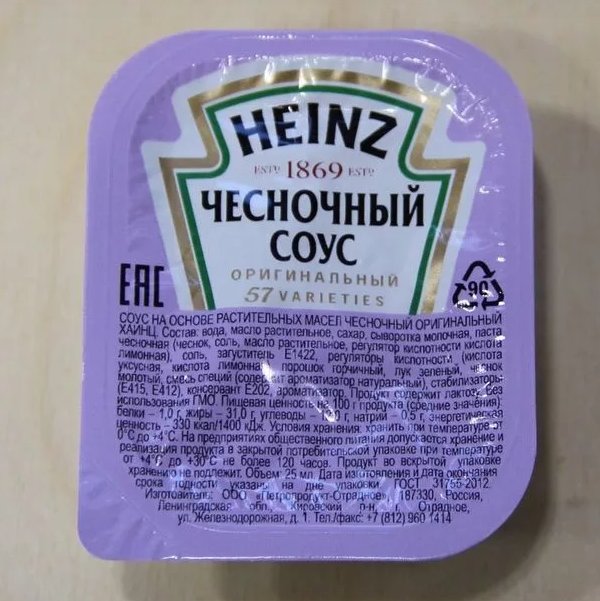 HEINZ
ESTD 1869 ESTD
ЧЕСНОЧНЫЙ
СОУС
ОРИГИНАЛЬНЫЙ
57 VARIETIES
EAC
90
СОУС НА ОСНОВЕ РАСТИТЕЛЬНЫХ МАСЕЛ ЧЕСНОЧНЫЙ ОРИГИНАЛЬНЫЙ
ХАЙНЦ. Состав: вода, масло растительное, сахар, сыворотка молочная, паста
чесночная (чеснок, соль, масло растительное, регулятор кислотности кислота
лимонная), соль, загуститель Е1422, регуляторы кислотности (кислота
уксусная, кислота лимонная), порошок горчичный, лук зеленый, чеснок
молотый, смесь специй (содержит ароматизатор натуральный), стабилизаторы
(Е415, Е412), консервант Е202, ароматизатор. Продукт содержит лактозу. Без
использования ГМО. Пищевая ценность на 100 г продукта (средние значения):
белки – 1,0 г, жиры – 31,0 г, углеводы – г, натрий – 0,5 г, энергетическая
ценность – 330 ккал/1400 кДж. Условия хранения: хранить при температуре от
0°С до +4°С. На предприятиях общественного питания допускается хранение и
реализация продукта в закрытой потребительской упаковке при температуре
от +4°С до +30°С не более 120 часов. Продукт во вскрытой упаковке
хранению не подлежит. Объем 25 мл. Дата изготовления и дата окончания
срока годности указаны на дне упаковки. ГОСТ 31755-2012.
Изготовитель: ООО «Петропродукт-Отрадное», 187330, Россия,
Ленинградская обл., Кировский р-н, г. Отрадное,
ул. Железнодорожная, д. 1. Тел./факс: +7 (812) 960 1414